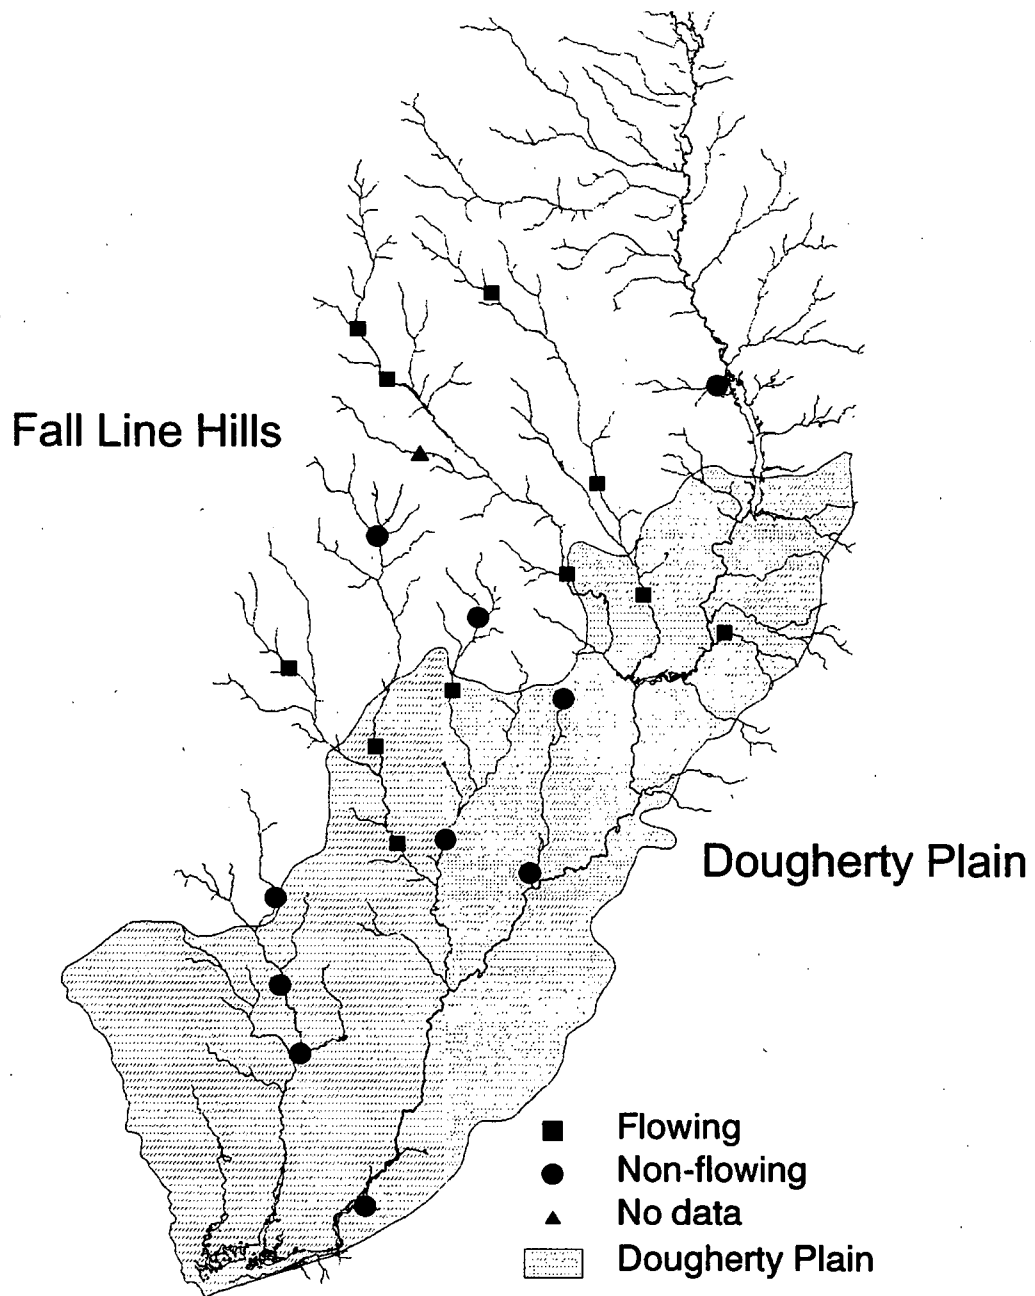 Fall Line Hills
Dougherty Plain
Flowing
Non-flowing
No data
Dougherty Plain